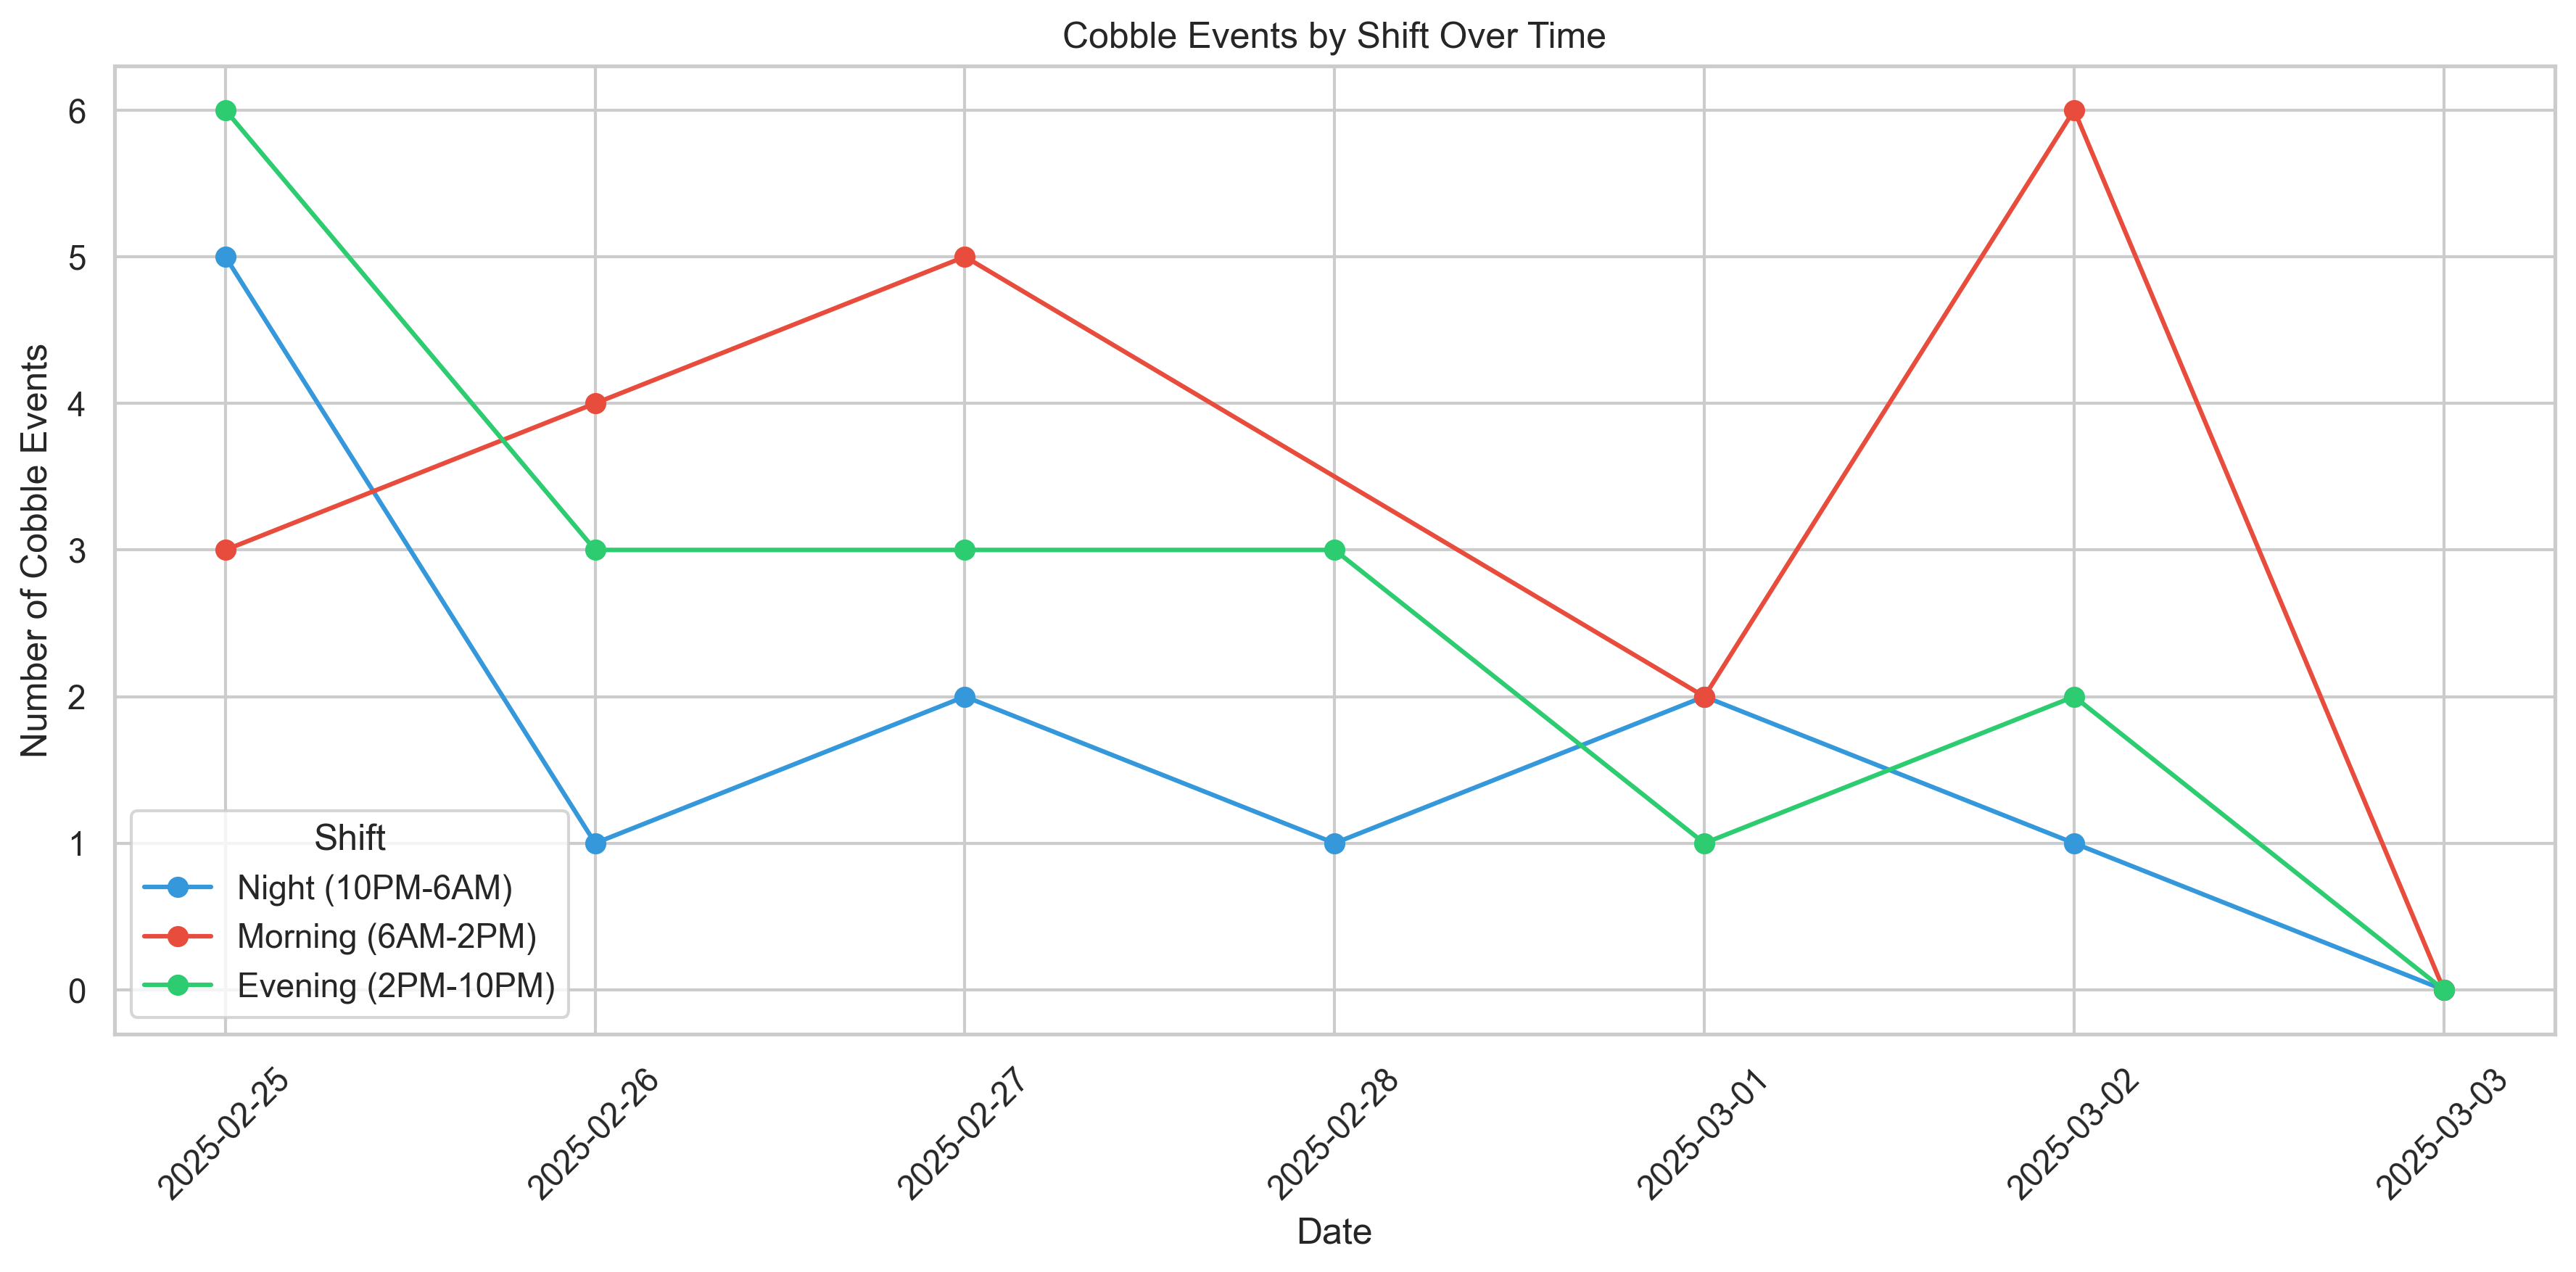 Cobble Events by Shift Over Time
Number of Cobble Events
6
5
4
3
2
1
0
Shift
Night (10PM-6AM)
Morning (6AM-2PM)
Evening (2PM-10PM)
2025-02-25
2025-02-26
2025-02-27
2025-02-28
2025-03-01
2025-03-02
2025-03-03
Date